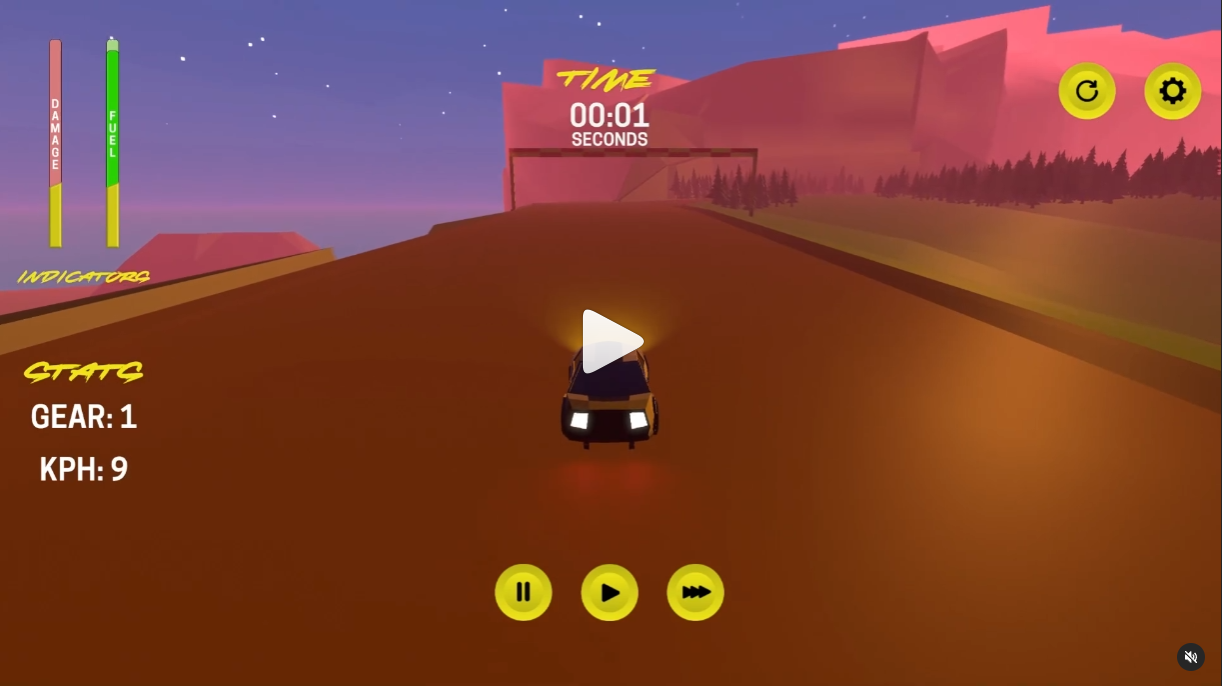 DAMAGE
FUEL
INDICATORS
TIME
00:01
SECONDS
STATS
GEAR: 1
KPH: 9